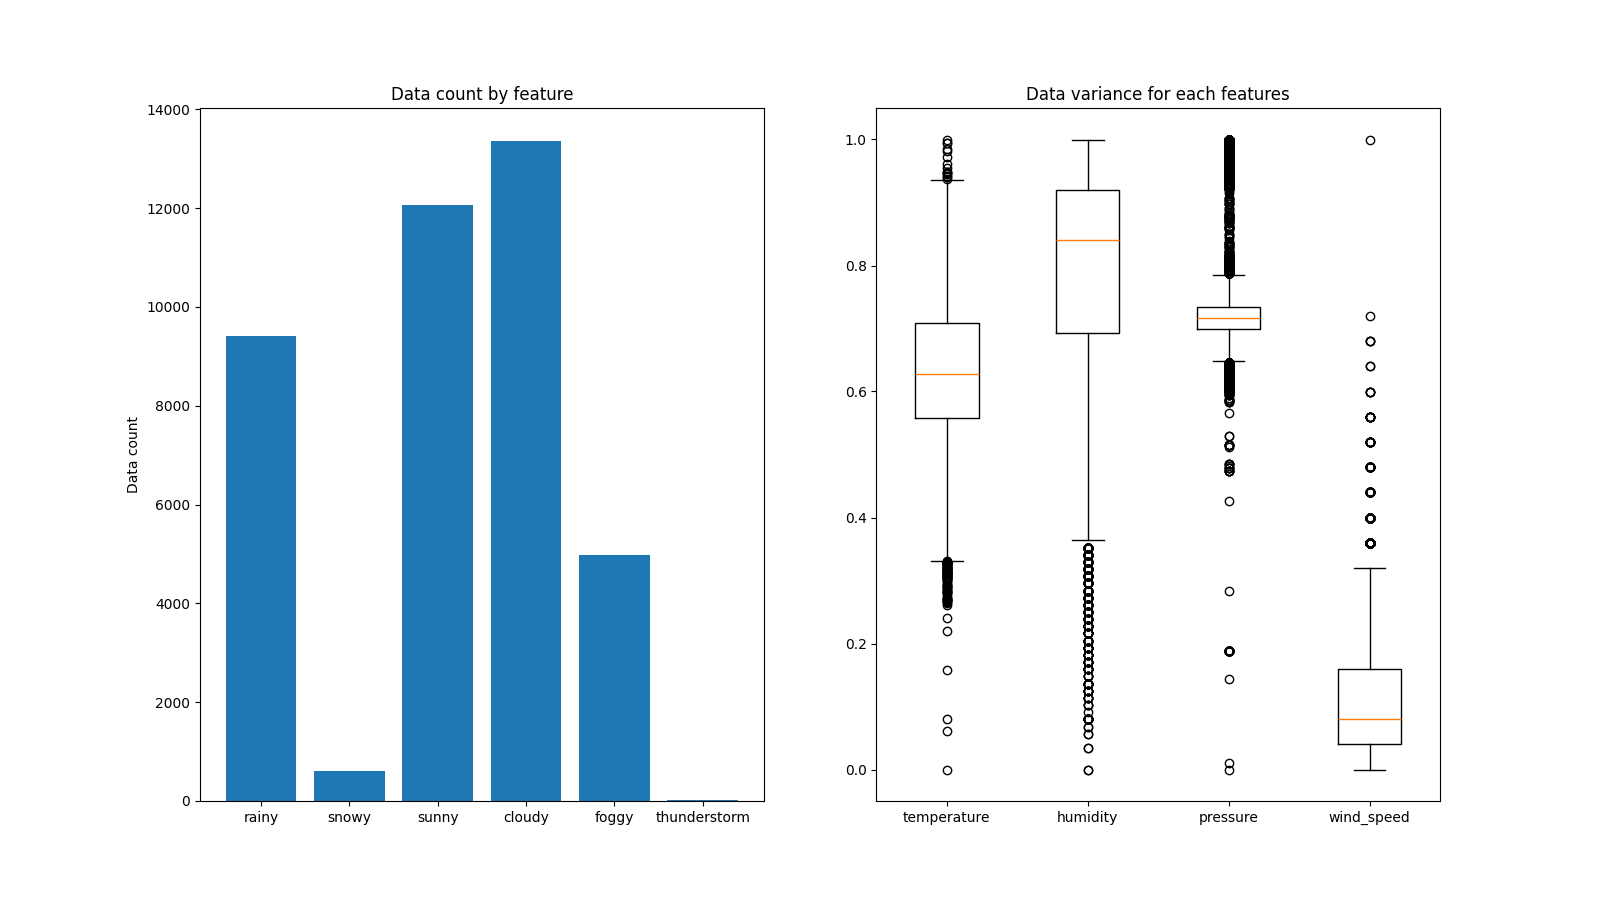 Data count by feature
14000
12000
10000
8000
6000
4000
2000
0
Data count
rainy snowy sunny cloudy foggy thunderstorm
Data variance for each features
1.0
0.8
0.6
0.4
0.2
0.0
temperature humidity pressure wind_speed